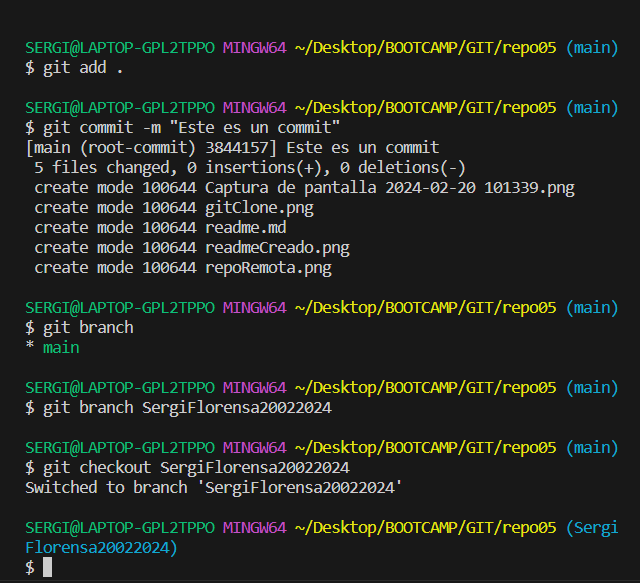 SERGI@LAPTOP-GPL2TPPO MINGW64 ~/Desktop/BOOTCAMP/GIT/repo05 (main)
$ git add .
SERGI@LAPTOP-GPL2TPPO MINGW64 ~/Desktop/BOOTCAMP/GIT/repo05 (main)
$ git commit -m "Este es un commit"
[main (root-commit) 3844157] Este es un commit
 5 files changed, 0 insertions(+), 0 deletions(-)
 create mode 100644 Captura de pantalla 2024-02-20 101339.png
 create mode 100644 gitClone.png
 create mode 100644 readme.md
 create mode 100644 readmeCreado.png
 create mode 100644 repoRemota.png
SERGI@LAPTOP-GPL2TPPO MINGW64 ~/Desktop/BOOTCAMP/GIT/repo05 (main)
$ git branch
* main
SERGI@LAPTOP-GPL2TPPO MINGW64 ~/Desktop/BOOTCAMP/GIT/repo05 (main)
$ git branch SergiFlorensa20022024
SERGI@LAPTOP-GPL2TPPO MINGW64 ~/Desktop/BOOTCAMP/GIT/repo05 (main)
$ git checkout SergiFlorensa20022024
Switched to branch 'SergiFlorensa20022024'
SERGI@LAPTOP-GPL2TPPO MINGW64 ~/Desktop/BOOTCAMP/GIT/repo05 (Sergi
Florensa20022024)
$